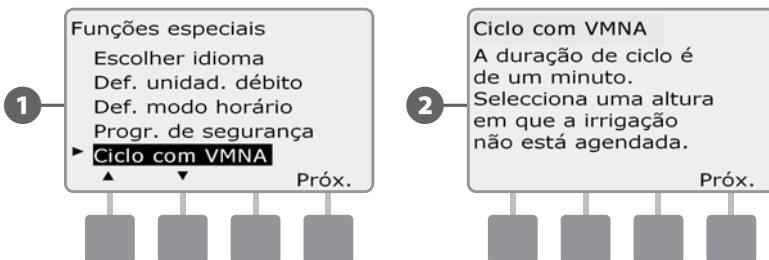 1
Funções especiais
Escolher idioma
Def. unidad. débito
Def. modo horário
Progr. de segurança
Ciclo com VMNA
Próx.
2
Ciclo com VMNA
A duração de ciclo é
de um minuto.
Selecciona uma altura
em que a irrigação
não está agendada.
Próx.